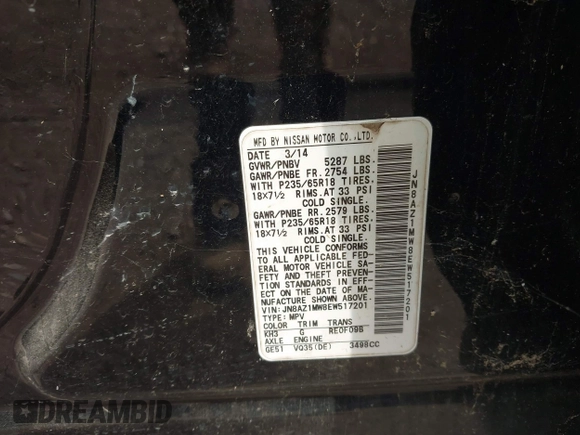 MFD BY NISSAN MOTOR CO.,LTD.
DATE 3/14
GVWR/PNBV 5287 LBS.
GAWR/PNBE FR. 2754 LBS.
WITH P235/65R18 TIRES.
18×7½ RIMS.AT 33 PSI
COLD SINGLE.
GAWR/PNBE RR. 2579 LBS.
WITH P235/65R18 TIRES.
18×7½ RIMS.AT 33 PSI
COLD SINGLE.
THIS VEHICLE CONFORMS
TO ALL APPLICABLE FED-
ERAL MOTOR VEHICLE SA-
FETY AND THEFT PREVEN-
TION STANDARDS IN EFF-
ECT ON THE DATE OF MA-
NUFACTURE SHOWN ABOVE.
VIN:JN8AZ1MW8EW517201
TYPE:MPV
COLOR TRIM TRANS
KH3 G RE0F09B
AXLE ENGINE
GE51 VQ35(DE) 3498CC
JN8AZ1MW8EW517201
DREAMBID